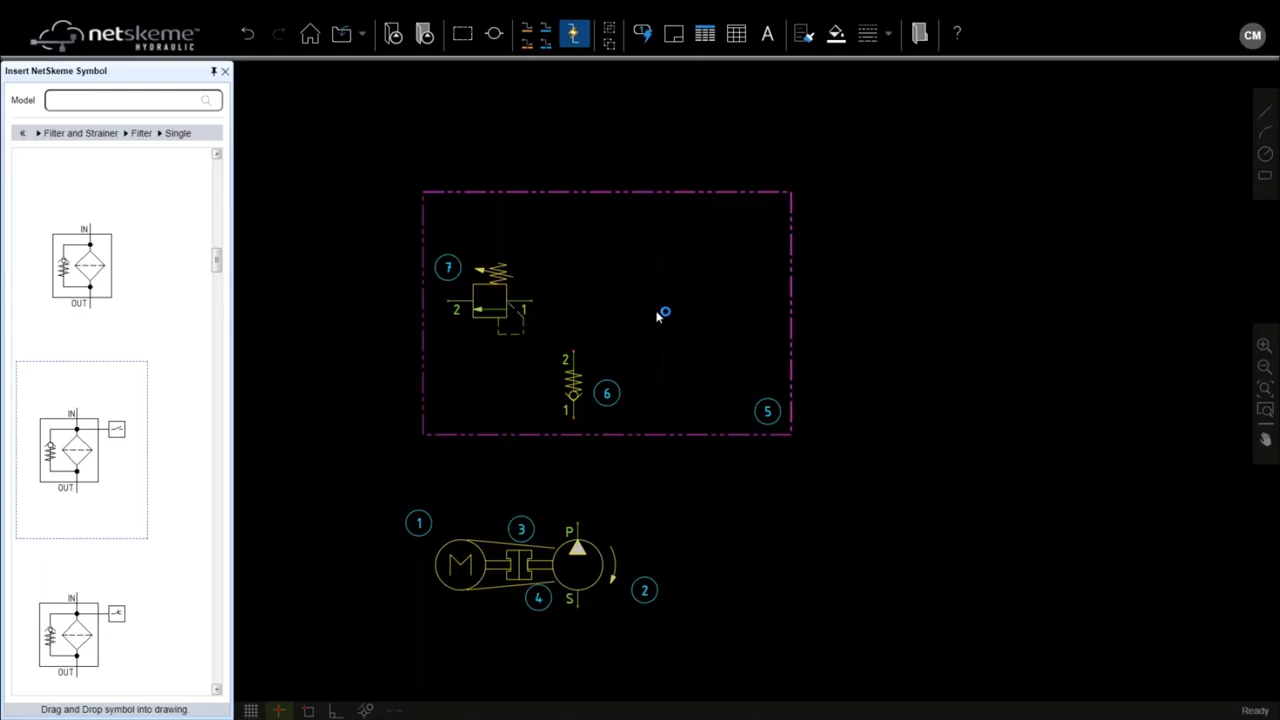 netskeme™
HYDRAULIC
A
?
CM
Insert NetSkeme Symbol
Model
« Filter and Strainer Filter Single
IN
OUT
IN
OUT
IN
OUT
Drag and Drop symbol into drawing.
7
2 1
2
6
1
5
1
3
P
M
4
S
2
Ready